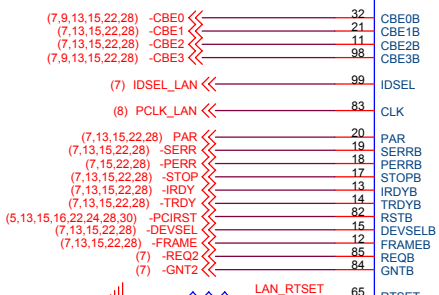 (7,9,13,15,22,28) -CBE0 32 CBE0B
(7,13,15,22,28) -CBE1 21 CBE1B
(7,13,15,22,28) -CBE2 11 CBE2B
(7,9,13,15,22,28) -CBE3 98 CBE3B
(7) IDSEL_LAN 99 IDSEL
(8) PCLK_LAN 83 CLK
(7,13,15,22,28) PAR 20 PAR
(7,13,15,22,28) -SERR 19 SERRB
(7,15,22,28) -PERR 18 PERRB
(7,13,15,22,28) -STOP 17 STOPB
(7,13,15,22,28) -IRDY 13 IRDYB
(7,13,15,22,28) -TRDY 14 TRDYB
(5,13,15,16,22,24,28,30) -PCIRST 82 RSTB
(7,13,15,22,28) -DEVSEL 15 DEVSELB
(7,13,15,22,28) -FRAME 12 FRAMEB
(7) -REQ2 85 REQB
(7) -GNT2 84 GNTB
LAN_RTSET 65 RTSET